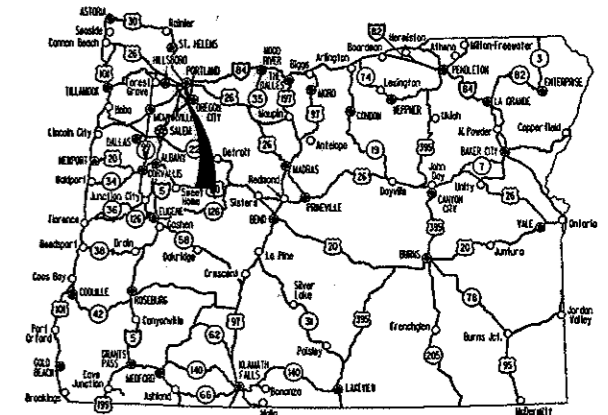 ASTORIA
30
Rainier
Seaside
Cannon Beach
26
ST. HELENS
HILLSBORO
101
Forest
Grove
PORTLAND
84
HOOD
RIVER
THE
DALLES
Biggs
Arlington
Boardman
82
Hermiston
Athena
Milton-Freewater
3
PENDLETON
84
82
ENTERPRISE
LA GRANDE
TILLAMOOK
OREGON
CITY
26
35
197
MORO
97
74
Lexington
HEPPNER
CONDON
Ukiah
Hebo
SALEM
Maupin
Lincoln City
DALLAS
22
Detroit
Antelope
19
395
N. Powder
Copperfield
BAKER CITY
NEWPORT
20
ALBANY
CORVALLIS
26
MADRAS
John
Day
7
Unity
Waldport
34
5
Sweet
Home
20
Redmond
26
Dayville
CANYON
CITY
26
Junction City
36
126
126
Sisters
PRINEVILLE
Florence
EUGENE
Goshen
BEND
395
VALE
Ontario
Reedsport
38
Drain
58
Oakridge
La Pine
20
BURNS
20
Juntura
Coos Bay
Crescent
Silver
Lake
COQUILLE
ROSEBURG
78
101
42
Canyonville
97
31
395
Frenchglen
Burns Jct.
Jordan
Valley
Port
Orford
5
62
Paisley
205
95
GOLD
BEACH
GRANTS
PASS
MEDFORD
140
KLAMATH
FALLS
140
LAKEVIEW
Cave
Junction
66
Bonanza
Brookings
199
Ashland
Malin
McDermitt